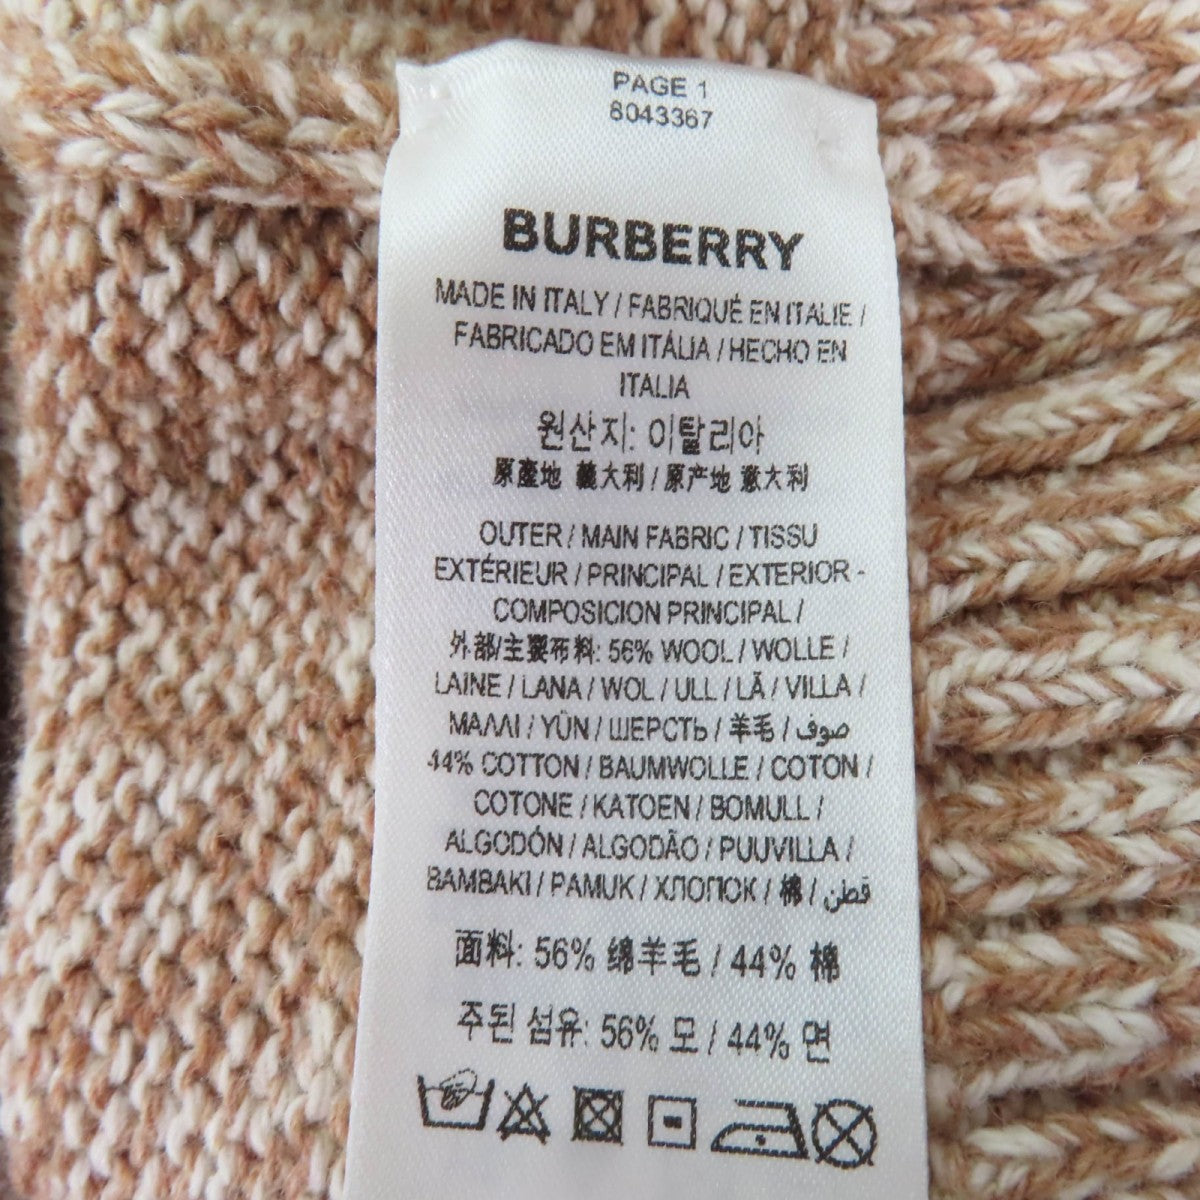 PAGE 1
8043367
BURBERRY
MADE IN ITALY / FABRIQUÉ EN ITALIE /
FABRICADO EM ITÁLIA / HECHO EN
ITALIA
원산지: 이탈리아
原產地 義大利 / 原产地 意大利
OUTER / MAIN FABRIC / TISSU
EXTÉRIEUR / PRINCIPAL / EXTERIOR -
COMPOSICION PRINCIPAL /
外部/主要布料: 56% WOOL / WOLLE /
LAINE / LANA / WOL / ULL / LÃ / VILLA /
ΜΑΛΛΙ / YÜN / ШЕРСТЬ / 羊毛 / صوف
44% COTTON / BAUMWOLLE / COTON /
COTONE / KATOEN / BOMULL /
ALGODÓN / ALGODÃO / PUUVILLA /
BAMBAKI / PAMUK / ХЛОПОК / 棉 / قطن
面料: 56% 绵羊毛 / 44% 棉
주된 섬유: 56% 모 / 44% 면